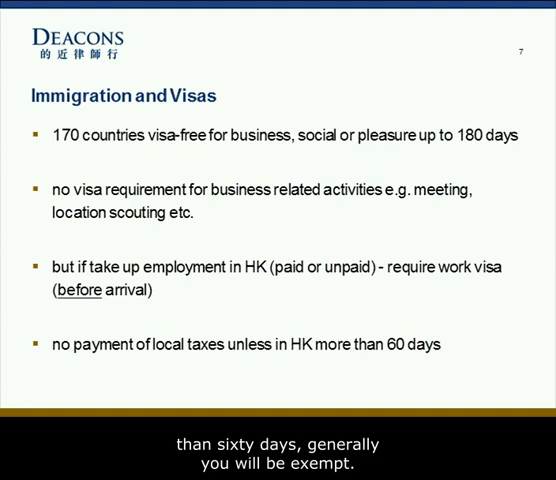 DEACONS
的近律師行
7
Immigration and Visas
▪ 170 countries visa-free for business, social or pleasure up to 180 days
▪ no visa requirement for business related activities e.g. meeting,
location scouting etc.
▪ but if take up employment in HK (paid or unpaid) - require work visa
(before arrival)
▪ no payment of local taxes unless in HK more than 60 days
than sixty days, generally
you will be exempt.